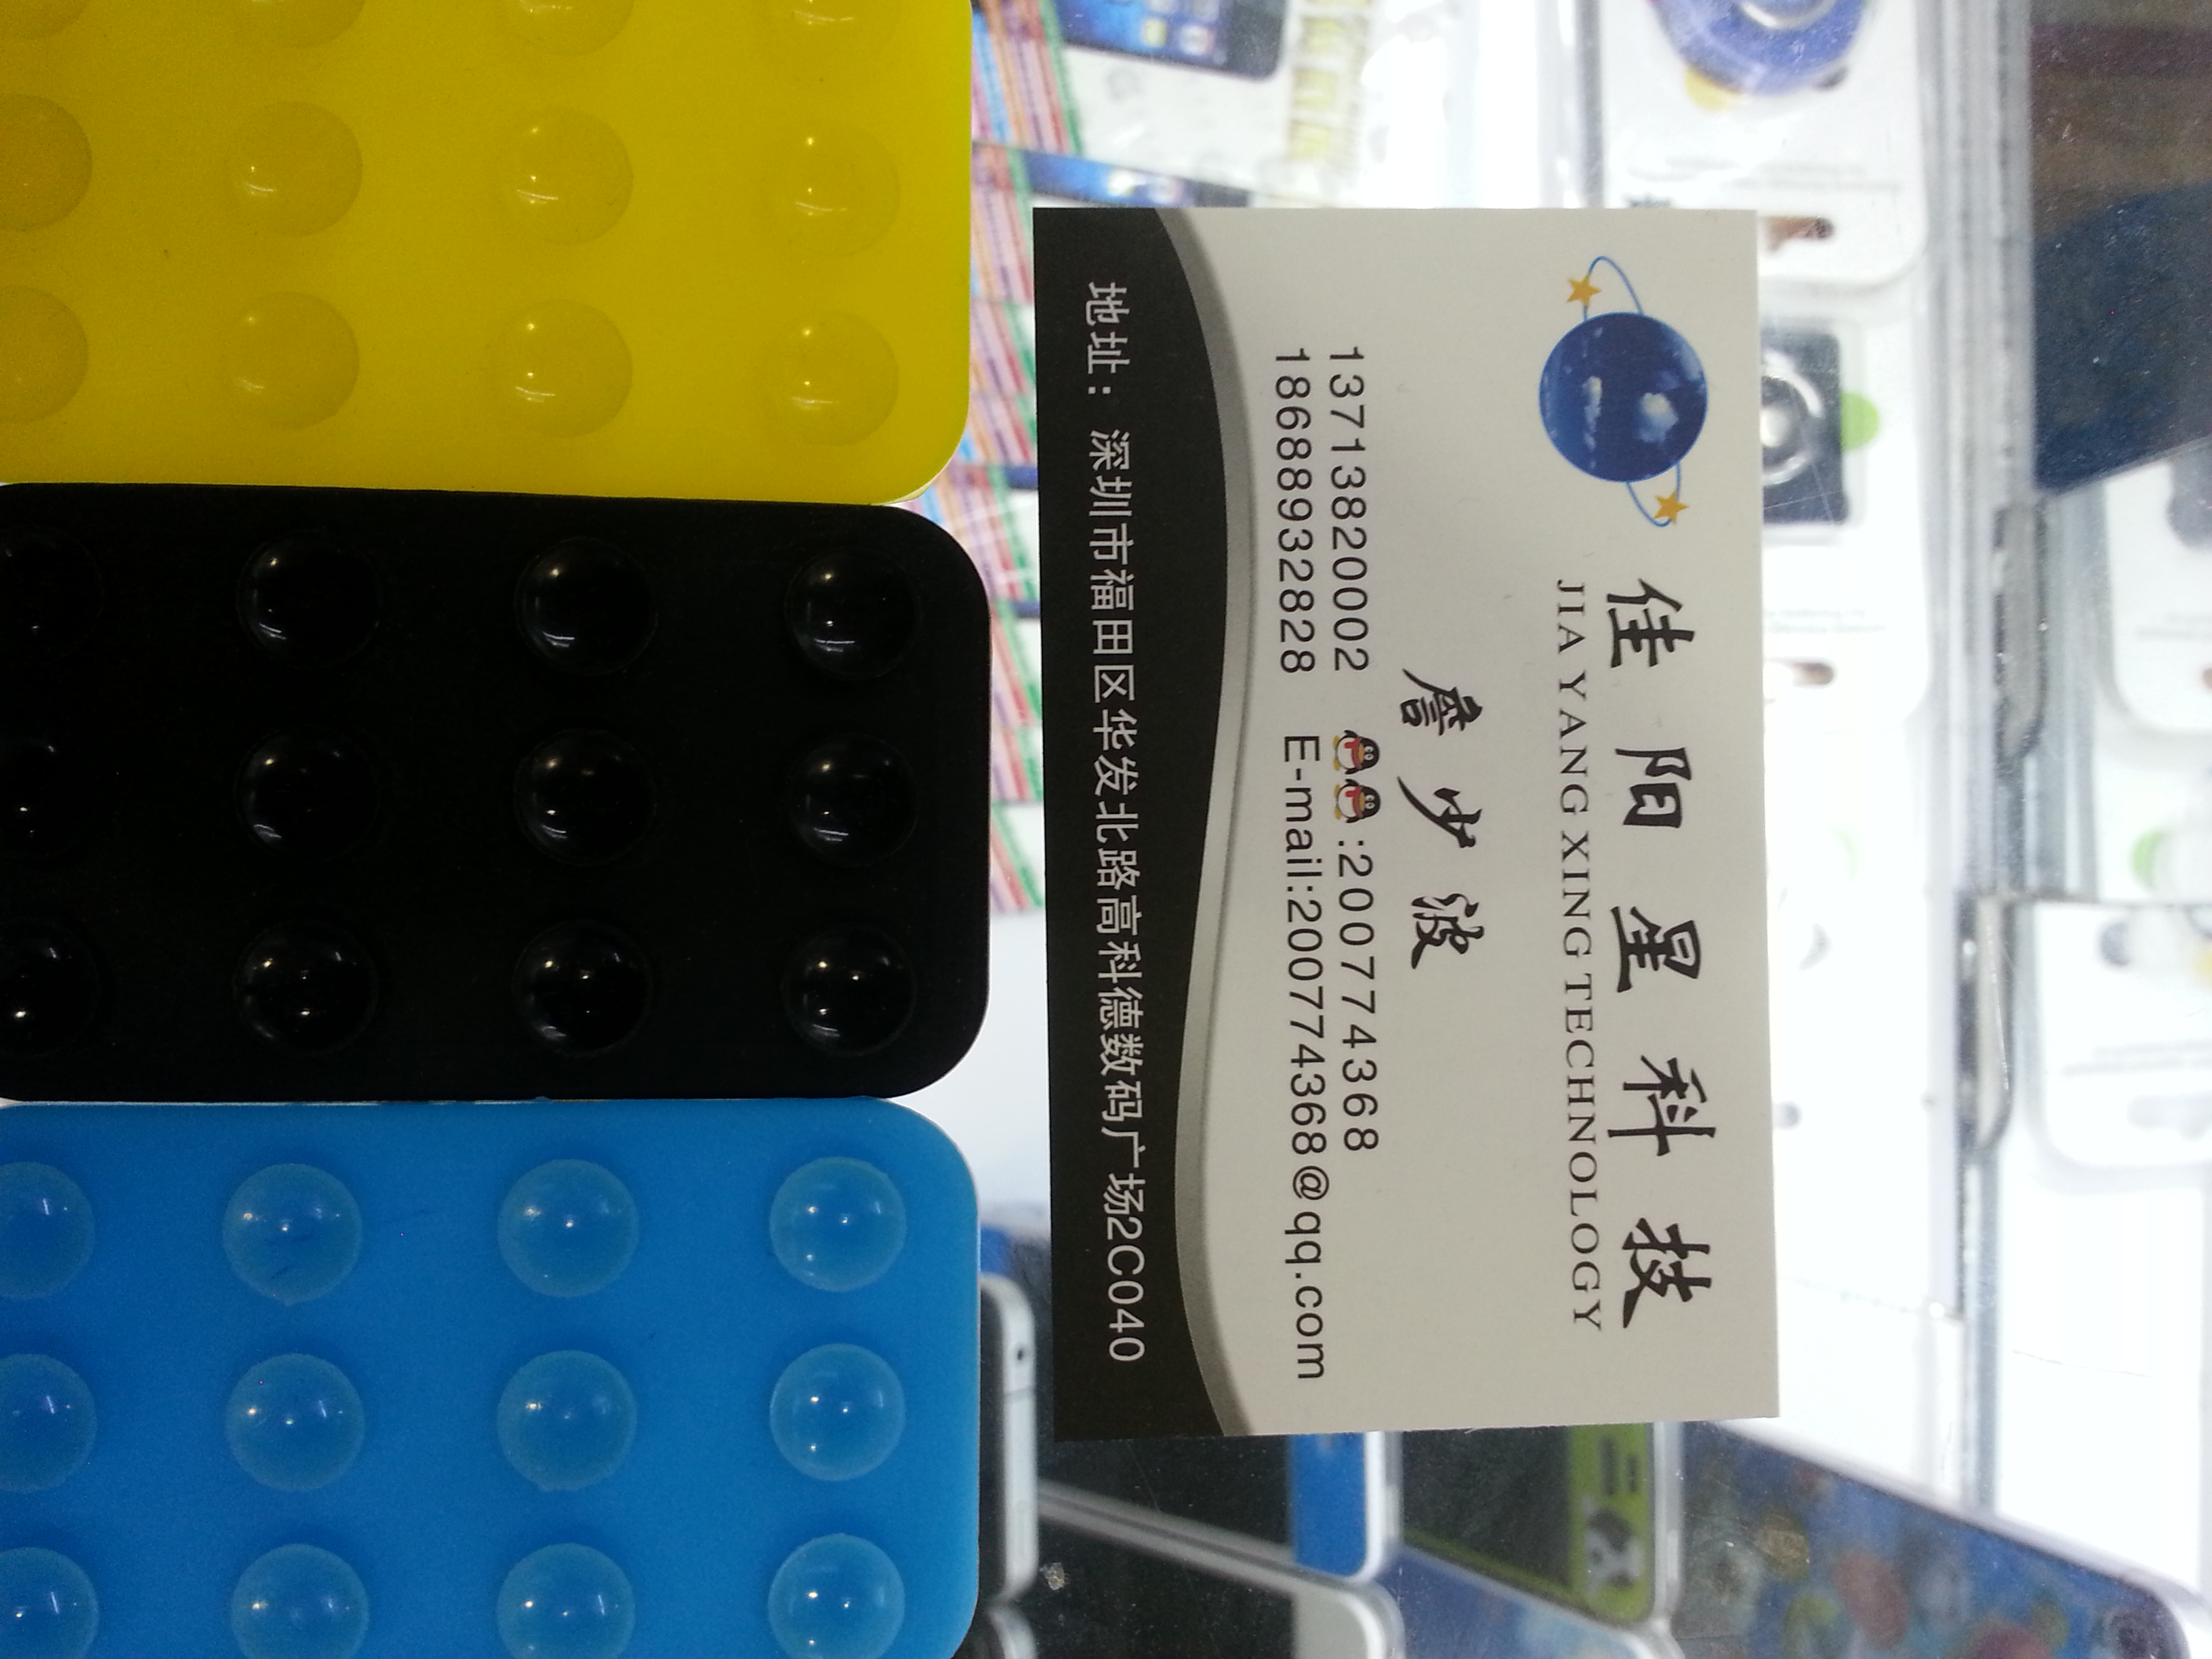 佳阳星科技
JIA YANG XING TECHNOLOGY
詹少波
13713820002 :200774368
18688932828 E-mail:200774368@qq.com
地址：深圳市福田区华发北路高科德数码广场2C040